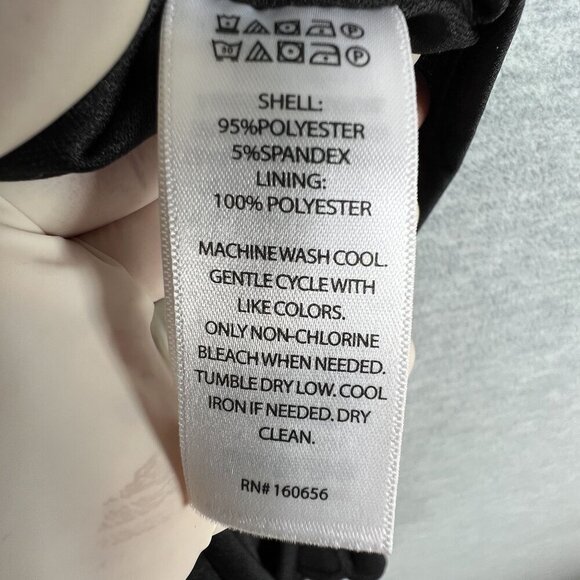 SHELL:
95%POLYESTER
5%SPANDEX
LINING:
100% POLYESTER
MACHINE WASH COOL.
GENTLE CYCLE WITH
LIKE COLORS.
ONLY NON-CHLORINE
BLEACH WHEN NEEDED.
TUMBLE DRY LOW. COOL
IRON IF NEEDED. DRY
CLEAN.
RN# 160656